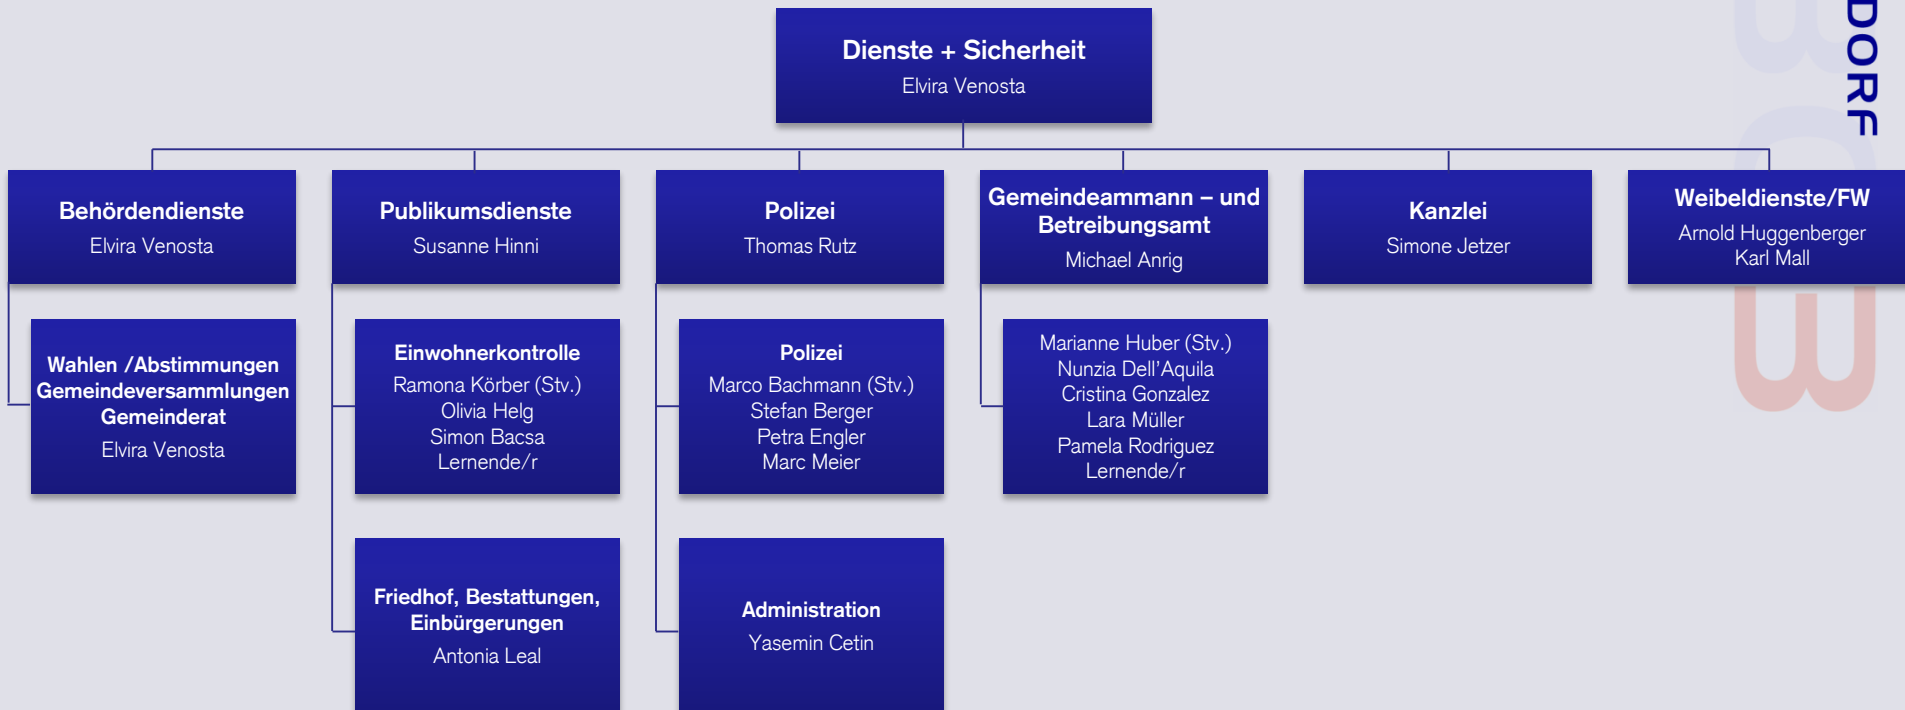 Dienste + Sicherheit
Elvira Venosta
DORF
Behördendienste
Elvira Venosta
Publikumsdienste
Susanne Hinni
Polizei
Thomas Rutz
Gemeindeammann – und
Betreibungsamt
Michael Anrig
Kanzlei
Simone Jetzer
Weibeldienste/FW
Arnold Huggenberger
Karl Mall
Wahlen /Abstimmungen
Gemeindeversammlungen
Gemeinderat
Elvira Venosta
Einwohnerkontrolle
Ramona Körber (Stv.)
Olivia Helg
Simon Bacsa
Lernende/r
Polizei
Marco Bachmann (Stv.)
Stefan Berger
Petra Engler
Marc Meier
Marianne Huber (Stv.)
Nunzia Dell'Aquila
Cristina Gonzalez
Lara Müller
Pamela Rodriguez
Lernende/r
Friedhof, Bestattungen,
Einbürgerungen
Antonia Leal
Administration
Yasemin Cetin